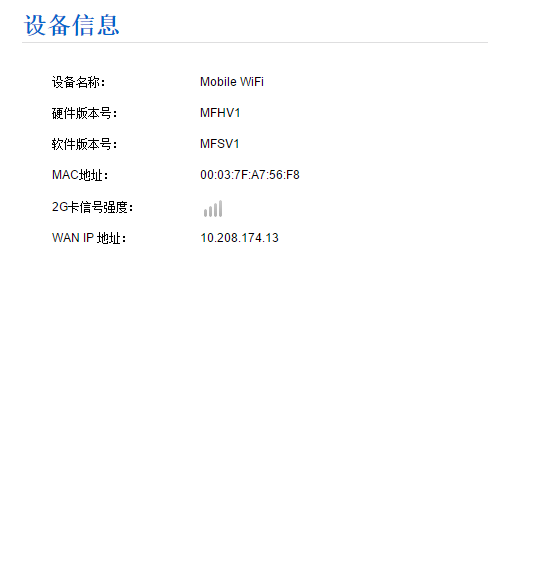 设备信息
设备名称: Mobile WiFi
硬件版本号: MFHV1
软件版本号: MFSV1
MAC地址: 00:03:7F:A7:56:F8
2G卡信号强度:
WAN IP 地址: 10.208.174.13